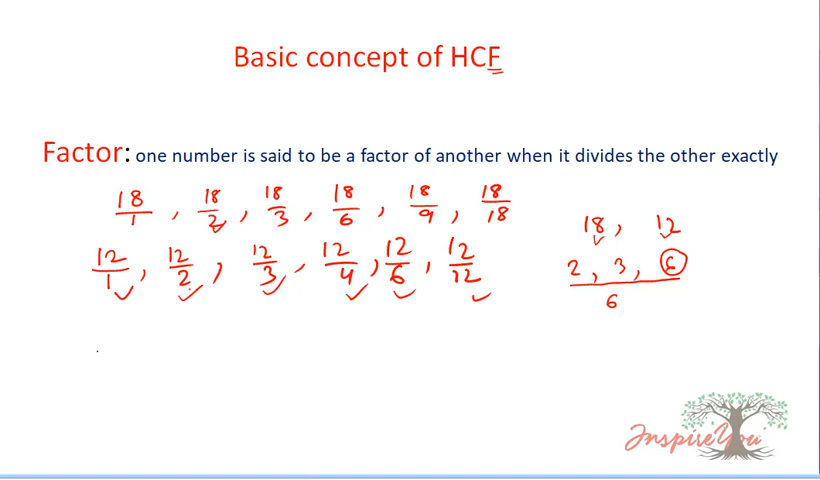 Basic concept of HCF
Factor: one number is said to be a factor of another when it divides the other exactly
18/1, 18/2, 18/3, 18/6, 18/9, 18/18
18, 12
12/1, 12/2, 12/3, 12/4, 12/6, 12/12
2, 3, 6
6
InspireYou